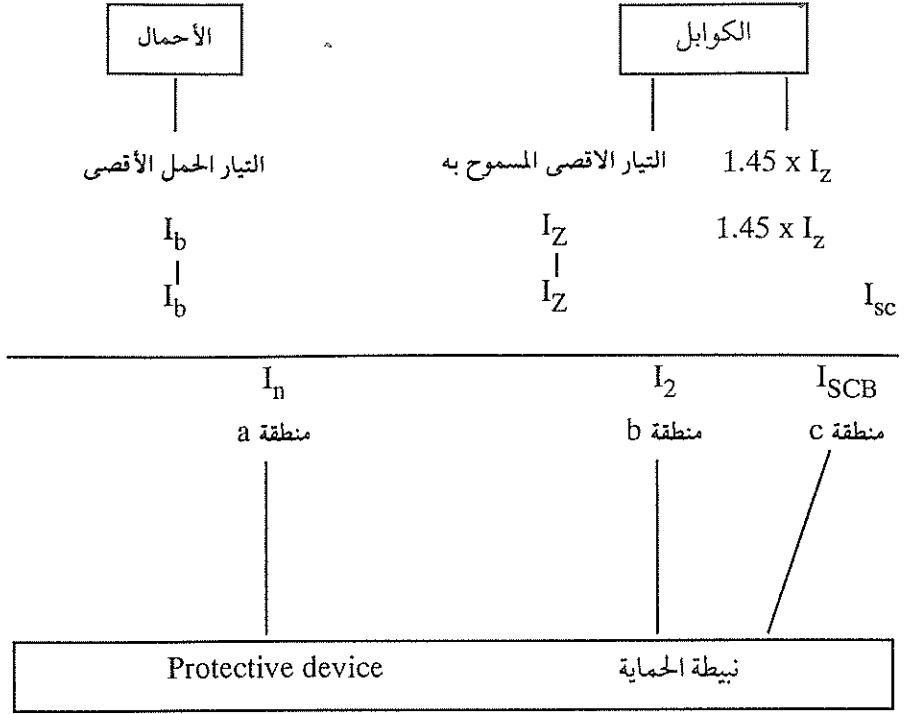 الأحمال
الكوابل
التيار الحمل الأقصى
التيار الاقصى المسموح به
1.45 x I_z
I_b
I_Z
1.45 x I_z
I_b
I_Z
I_sc
I_n
I_2
I_SCB
منطقة a
منطقة b
منطقة c
Protective device
نبيطة الحماية